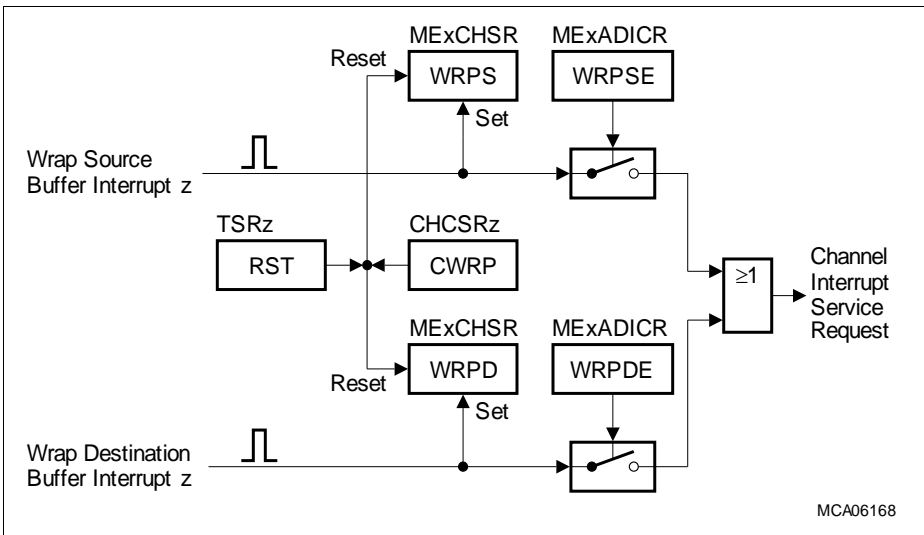 MExCHSR
MExADICR
Reset
WRPS
WRPSE
Set
Wrap Source
Buffer Interrupt z
TSRz
CHCSRz
RST
CWRP
≥1
Channel
Interrupt
Service
Request
MExCHSR
MExADICR
Reset
WRPD
WRPDE
Set
Wrap Destination
Buffer Interrupt z
MCA06168